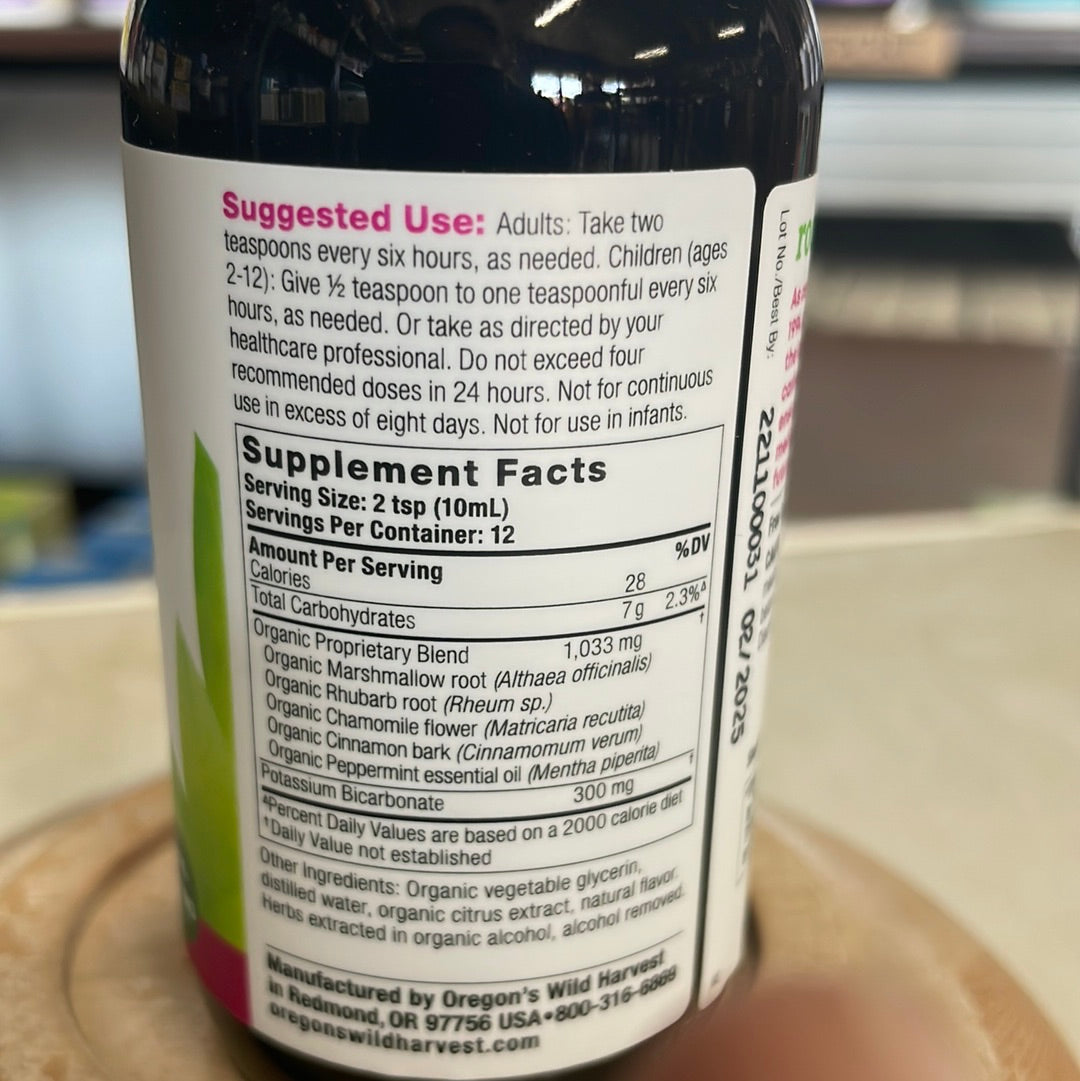 Suggested Use: Adults: Take two
teaspoons every six hours, as needed. Children (ages
2-12): Give ½ teaspoon to one teaspoonful every six
hours, as needed. Or take as directed by your
healthcare professional. Do not exceed four
recommended doses in 24 hours. Not for continuous
use in excess of eight days. Not for use in infants.
Supplement Facts
Serving Size: 2 tsp (10mL)
Servings Per Container: 12
Amount Per Serving %DV
Calories 28
Total Carbohydrates 7g 2.3%ᐞ
Organic Proprietary Blend 1,033 mg †
Organic Marshmallow root (Althaea officinalis)
Organic Rhubarb root (Rheum sp.)
Organic Chamomile flower (Matricaria recutita)
Organic Cinnamon bark (Cinnamomum verum)
Organic Peppermint essential oil (Mentha piperita)
Potassium Bicarbonate 300 mg †
ᐞPercent Daily Values are based on a 2000 calorie diet
†Daily Value not established
Other Ingredients: Organic vegetable glycerin,
distilled water, organic citrus extract, natural flavor.
Herbs extracted in organic alcohol, alcohol removed.
Manufactured by Oregon's Wild Harvest
in Redmond, OR 97756 USA•800-316-6869
oregonswildharvest.com
Lot No./Best By:
221100031 02/2025